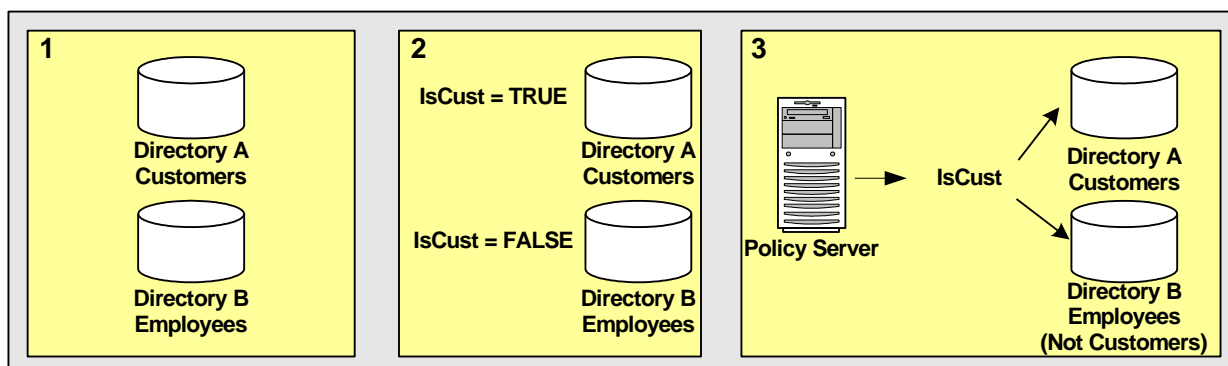 1
Directory A
Customers
Directory B
Employees
2
IsCust = TRUE
Directory A
Customers
IsCust = FALSE
Directory B
Employees
3
Policy Server
IsCust
Directory A
Customers
Directory B
Employees
(Not Customers)